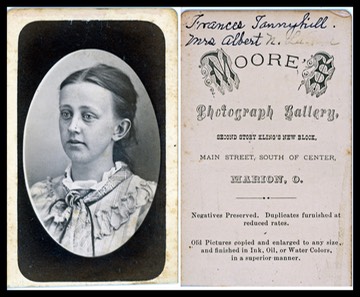 Frances Tannyhill.
Mrs Albert N.
MOORE'S
Photograph Gallery,
SECOND STORY KLING'S NEW BLOCK,
MAIN STREET, SOUTH OF CENTER,
MARION, O.
Negatives Preserved. Duplicates furnished at
reduced rates.
Old Pictures copied and enlarged to any size,
and finished in Ink, Oil, or Water Colors,
in a superior manner.